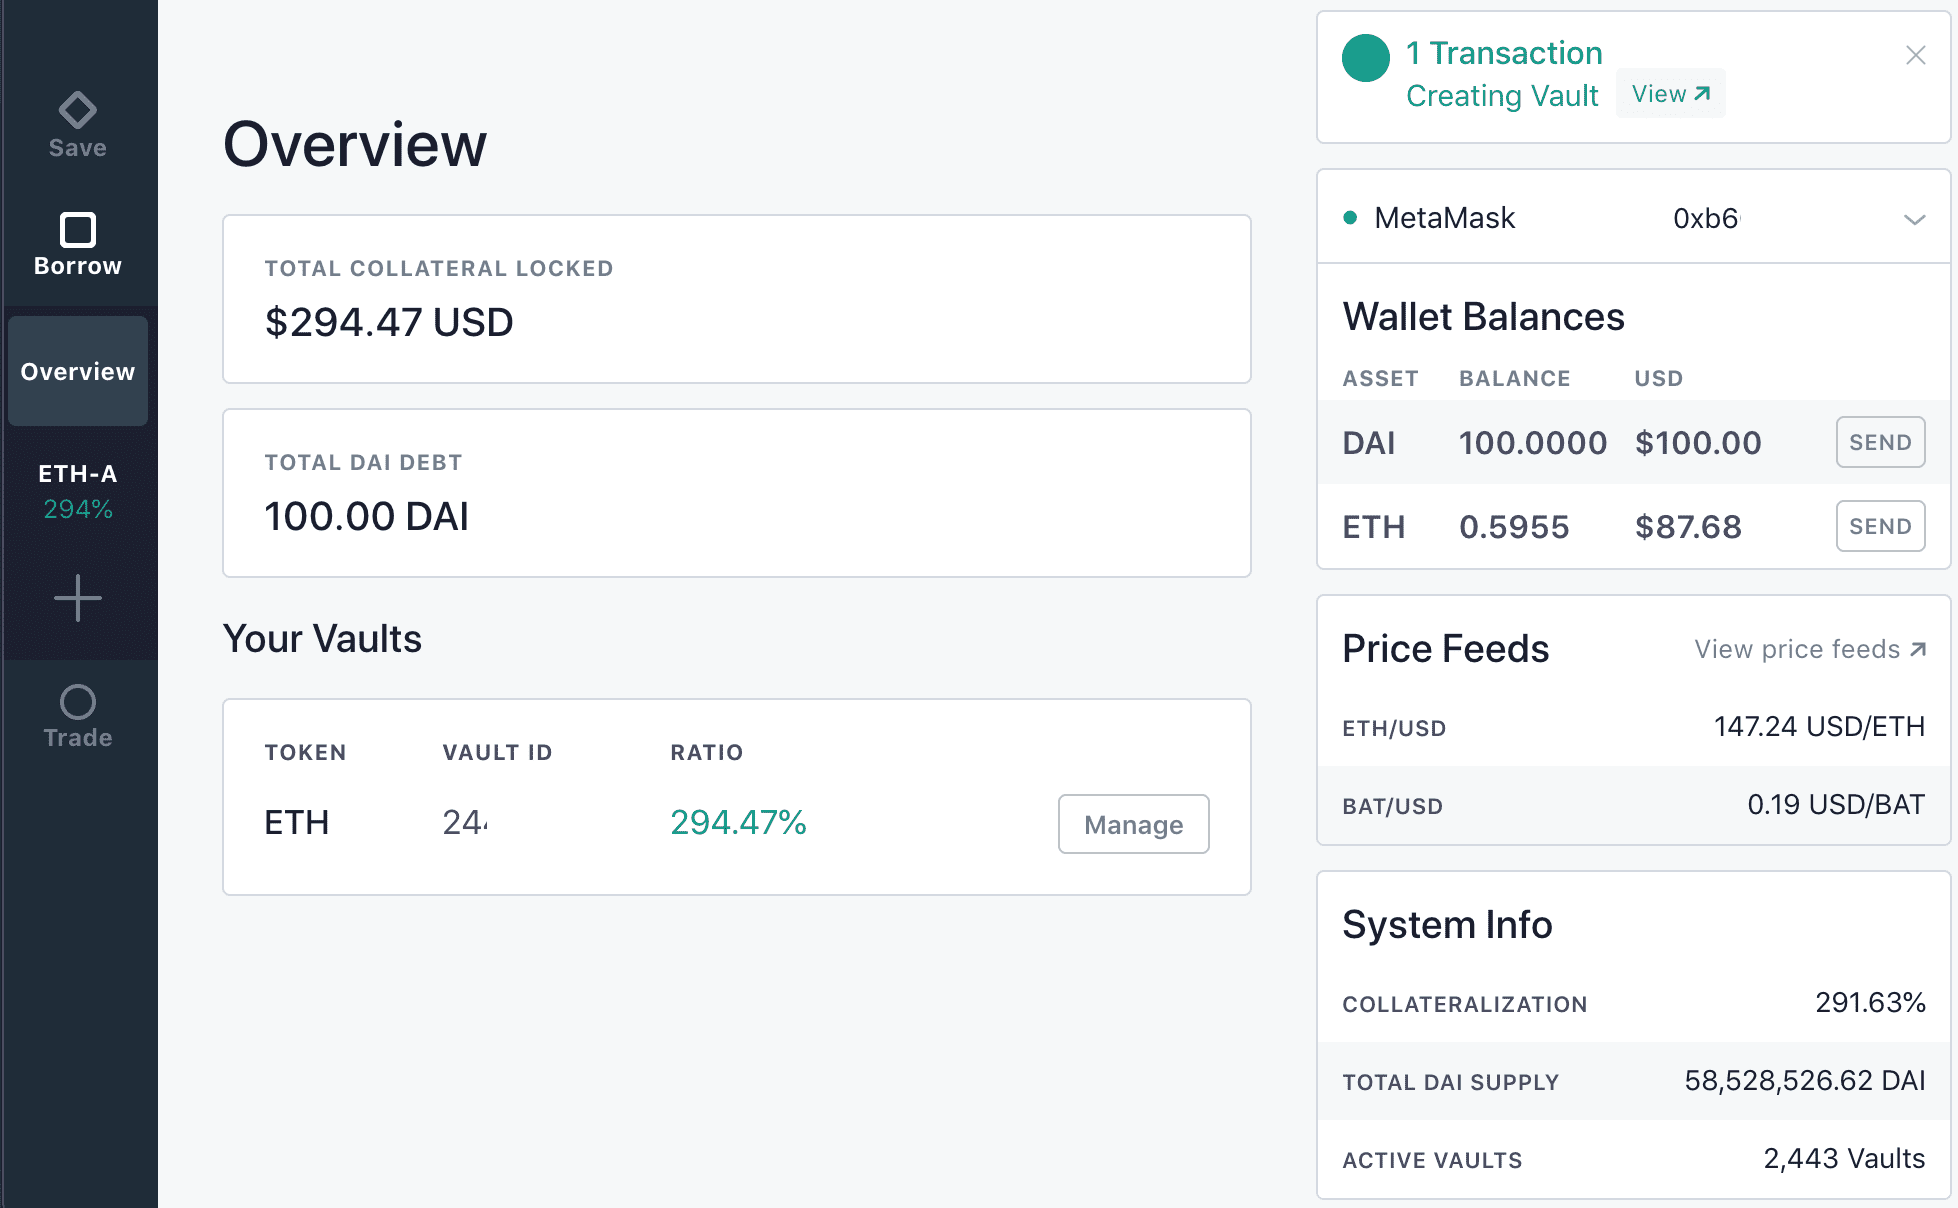 Save
Borrow
Overview
ETH-A
294%
Trade
Overview
TOTAL COLLATERAL LOCKED
$294.47 USD
TOTAL DAI DEBT
100.00 DAI
Your Vaults
TOKEN VAULT ID RATIO
ETH 24 294.47% Manage
1 Transaction
Creating Vault View
MetaMask 0xb6
Wallet Balances
ASSET BALANCE USD
DAI 100.0000 $100.00 SEND
ETH 0.5955 $87.68 SEND
Price Feeds View price feeds
ETH/USD 147.24 USD/ETH
BAT/USD 0.19 USD/BAT
System Info
COLLATERALIZATION 291.63%
TOTAL DAI SUPPLY 58,528,526.62 DAI
ACTIVE VAULTS 2,443 Vaults